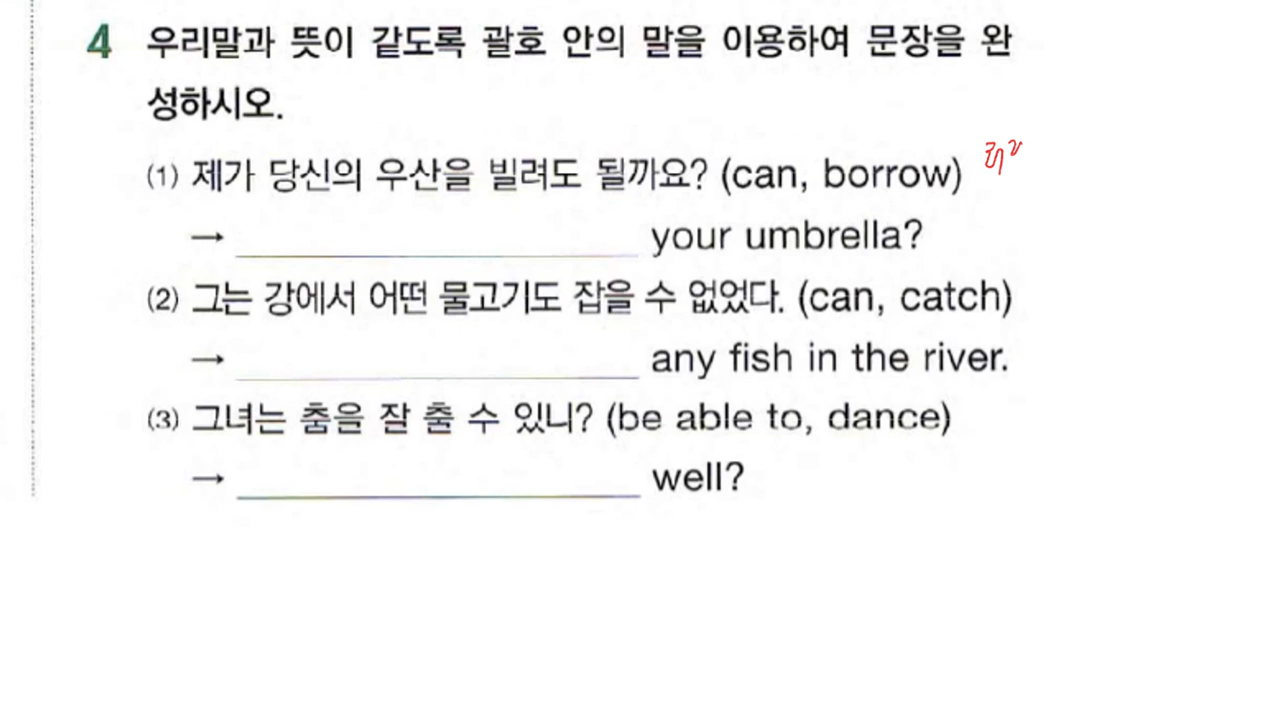 4 우리말과 뜻이 같도록 괄호 안의 말을 이용하여 문장을 완
성하시오.
(1) 제가 당신의 우산을 빌려도 될까요? (can, borrow)
→ your umbrella?
(2) 그는 강에서 어떤 물고기도 잡을 수 없었다. (can, catch)
→ any fish in the river.
(3) 그녀는 춤을 잘 출 수 있니? (be able to, dance)
→ well?